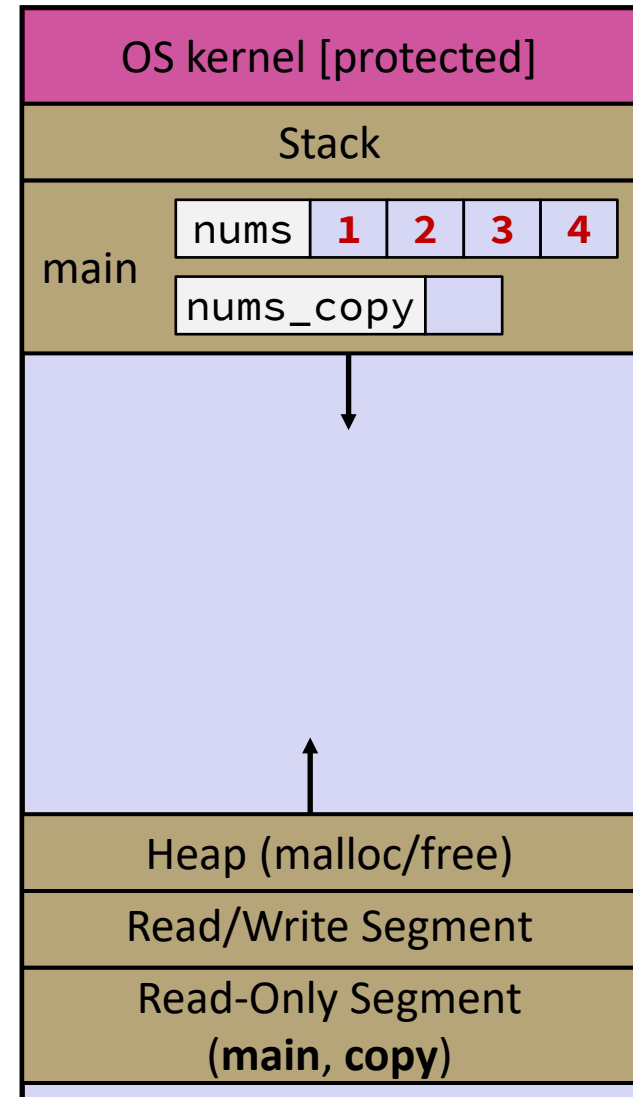 OS kernel [protected]
Stack
main
nums 1 2 3 4
nums_copy
Heap (malloc/free)
Read/Write Segment
Read-Only Segment
(main, copy)